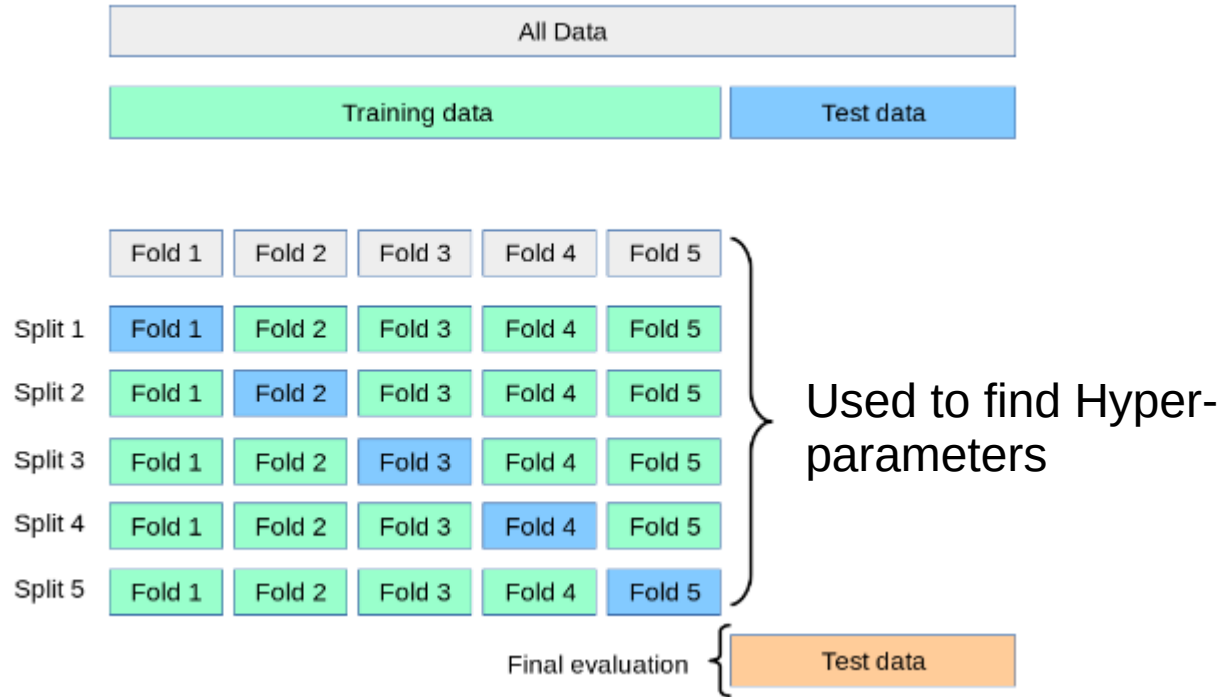 All Data
Training data Test data
Fold 1 Fold 2 Fold 3 Fold 4 Fold 5
Split 1 Fold 1 Fold 2 Fold 3 Fold 4 Fold 5
Split 2 Fold 1 Fold 2 Fold 3 Fold 4 Fold 5
Used to find Hyper-
parameters
Split 3 Fold 1 Fold 2 Fold 3 Fold 4 Fold 5
Split 4 Fold 1 Fold 2 Fold 3 Fold 4 Fold 5
Split 5 Fold 1 Fold 2 Fold 3 Fold 4 Fold 5
Final evaluation Test data